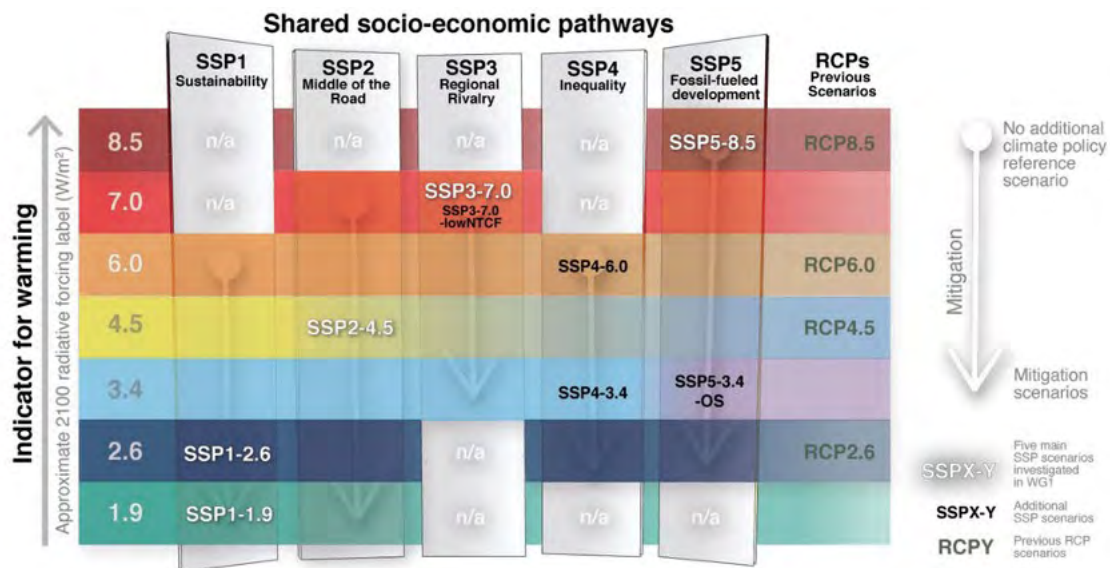 Shared socio-economic pathways
SSP1
Sustainability
SSP2
Middle of the
Road
SSP3
Regional
Rivalry
SSP4
Inequality
SSP5
Fossil-fueled
development
RCPs
Previous
Scenarios
Indicator for warming
Approximate 2100 radiative forcing label (W/m²)
8.5
n/a
n/a
n/a
n/a
SSP5-8.5
RCP8.5
7.0
n/a
SSP3-7.0
SSP3-7.0
-lowNTCF
n/a
6.0
SSP4-6.0
RCP6.0
4.5
SSP2-4.5
RCP4.5
3.4
SSP4-3.4
SSP5-3.4
-OS
2.6
SSP1-2.6
n/a
RCP2.6
1.9
SSP1-1.9
n/a
n/a
n/a
No additional
climate policy
reference
scenario
Mitigation
Mitigation
scenarios
SSPX-Y
Five main
SSP scenarios
investigated
in WG1
SSPX-Y
Additional
SSP scenarios
RCPY
Previous RCP
scenarios